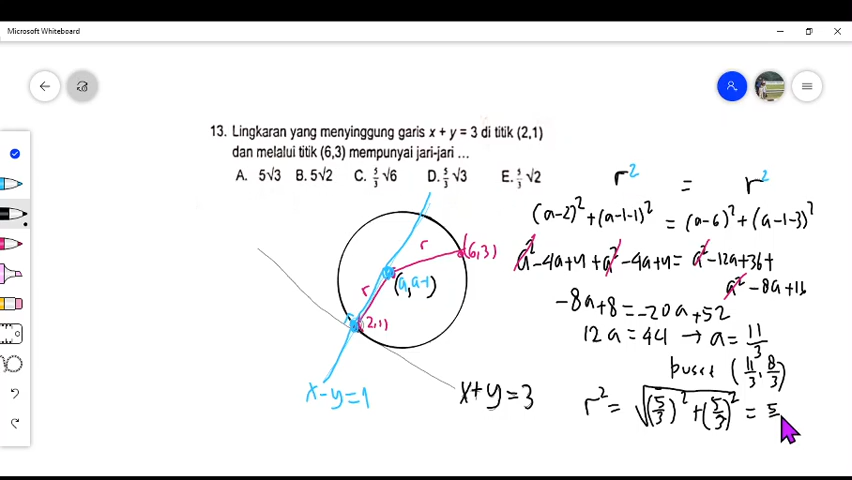 Microsoft Whiteboard
13. Lingkaran yang menyinggung garis x + y = 3 di titik (2,1)
dan melalui titik (6,3) mempunyai jari-jari ...
A. 5√3 B. 5√2 C. 5/3 √6 D. 5/3 √3 E. 5/3 √2
r² = r²
(a-2)² + (a-1-1)² = (a-6)² + (a-1-3)²
a² - 4a + 4 + a² - 4a + 4 = a² - 12a + 36 +
a² - 8a + 16
-8a + 8 = -20a + 52
12a = 44 → a = 11/3
pusat (11/3, 8/3)
r² = √(5/3)² + (5/3)² = 5
r
(6,3)
(a, a-1)
r
(2,1)
x-y=1
x+y=3